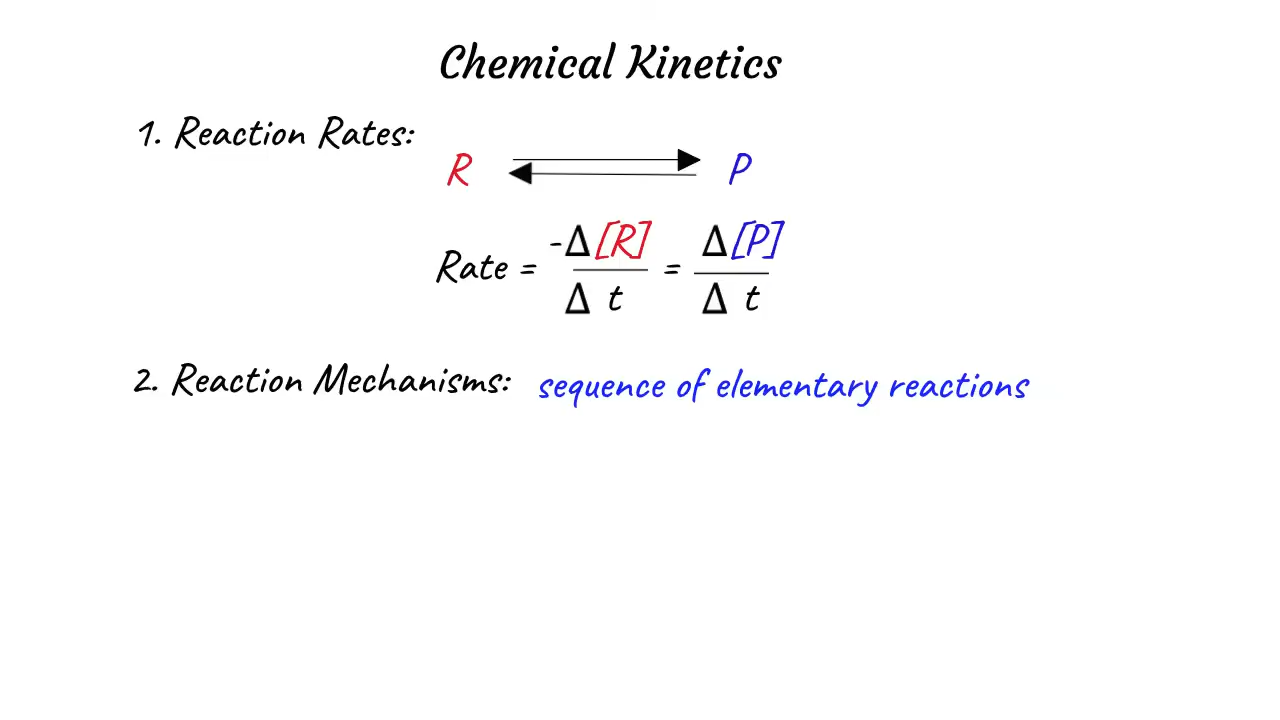 Chemical Kinetics
1. Reaction Rates:
R ⇌ P
Rate = -Δ[R]/Δ t = Δ[P]/Δ t
2. Reaction Mechanisms: sequence of elementary reactions